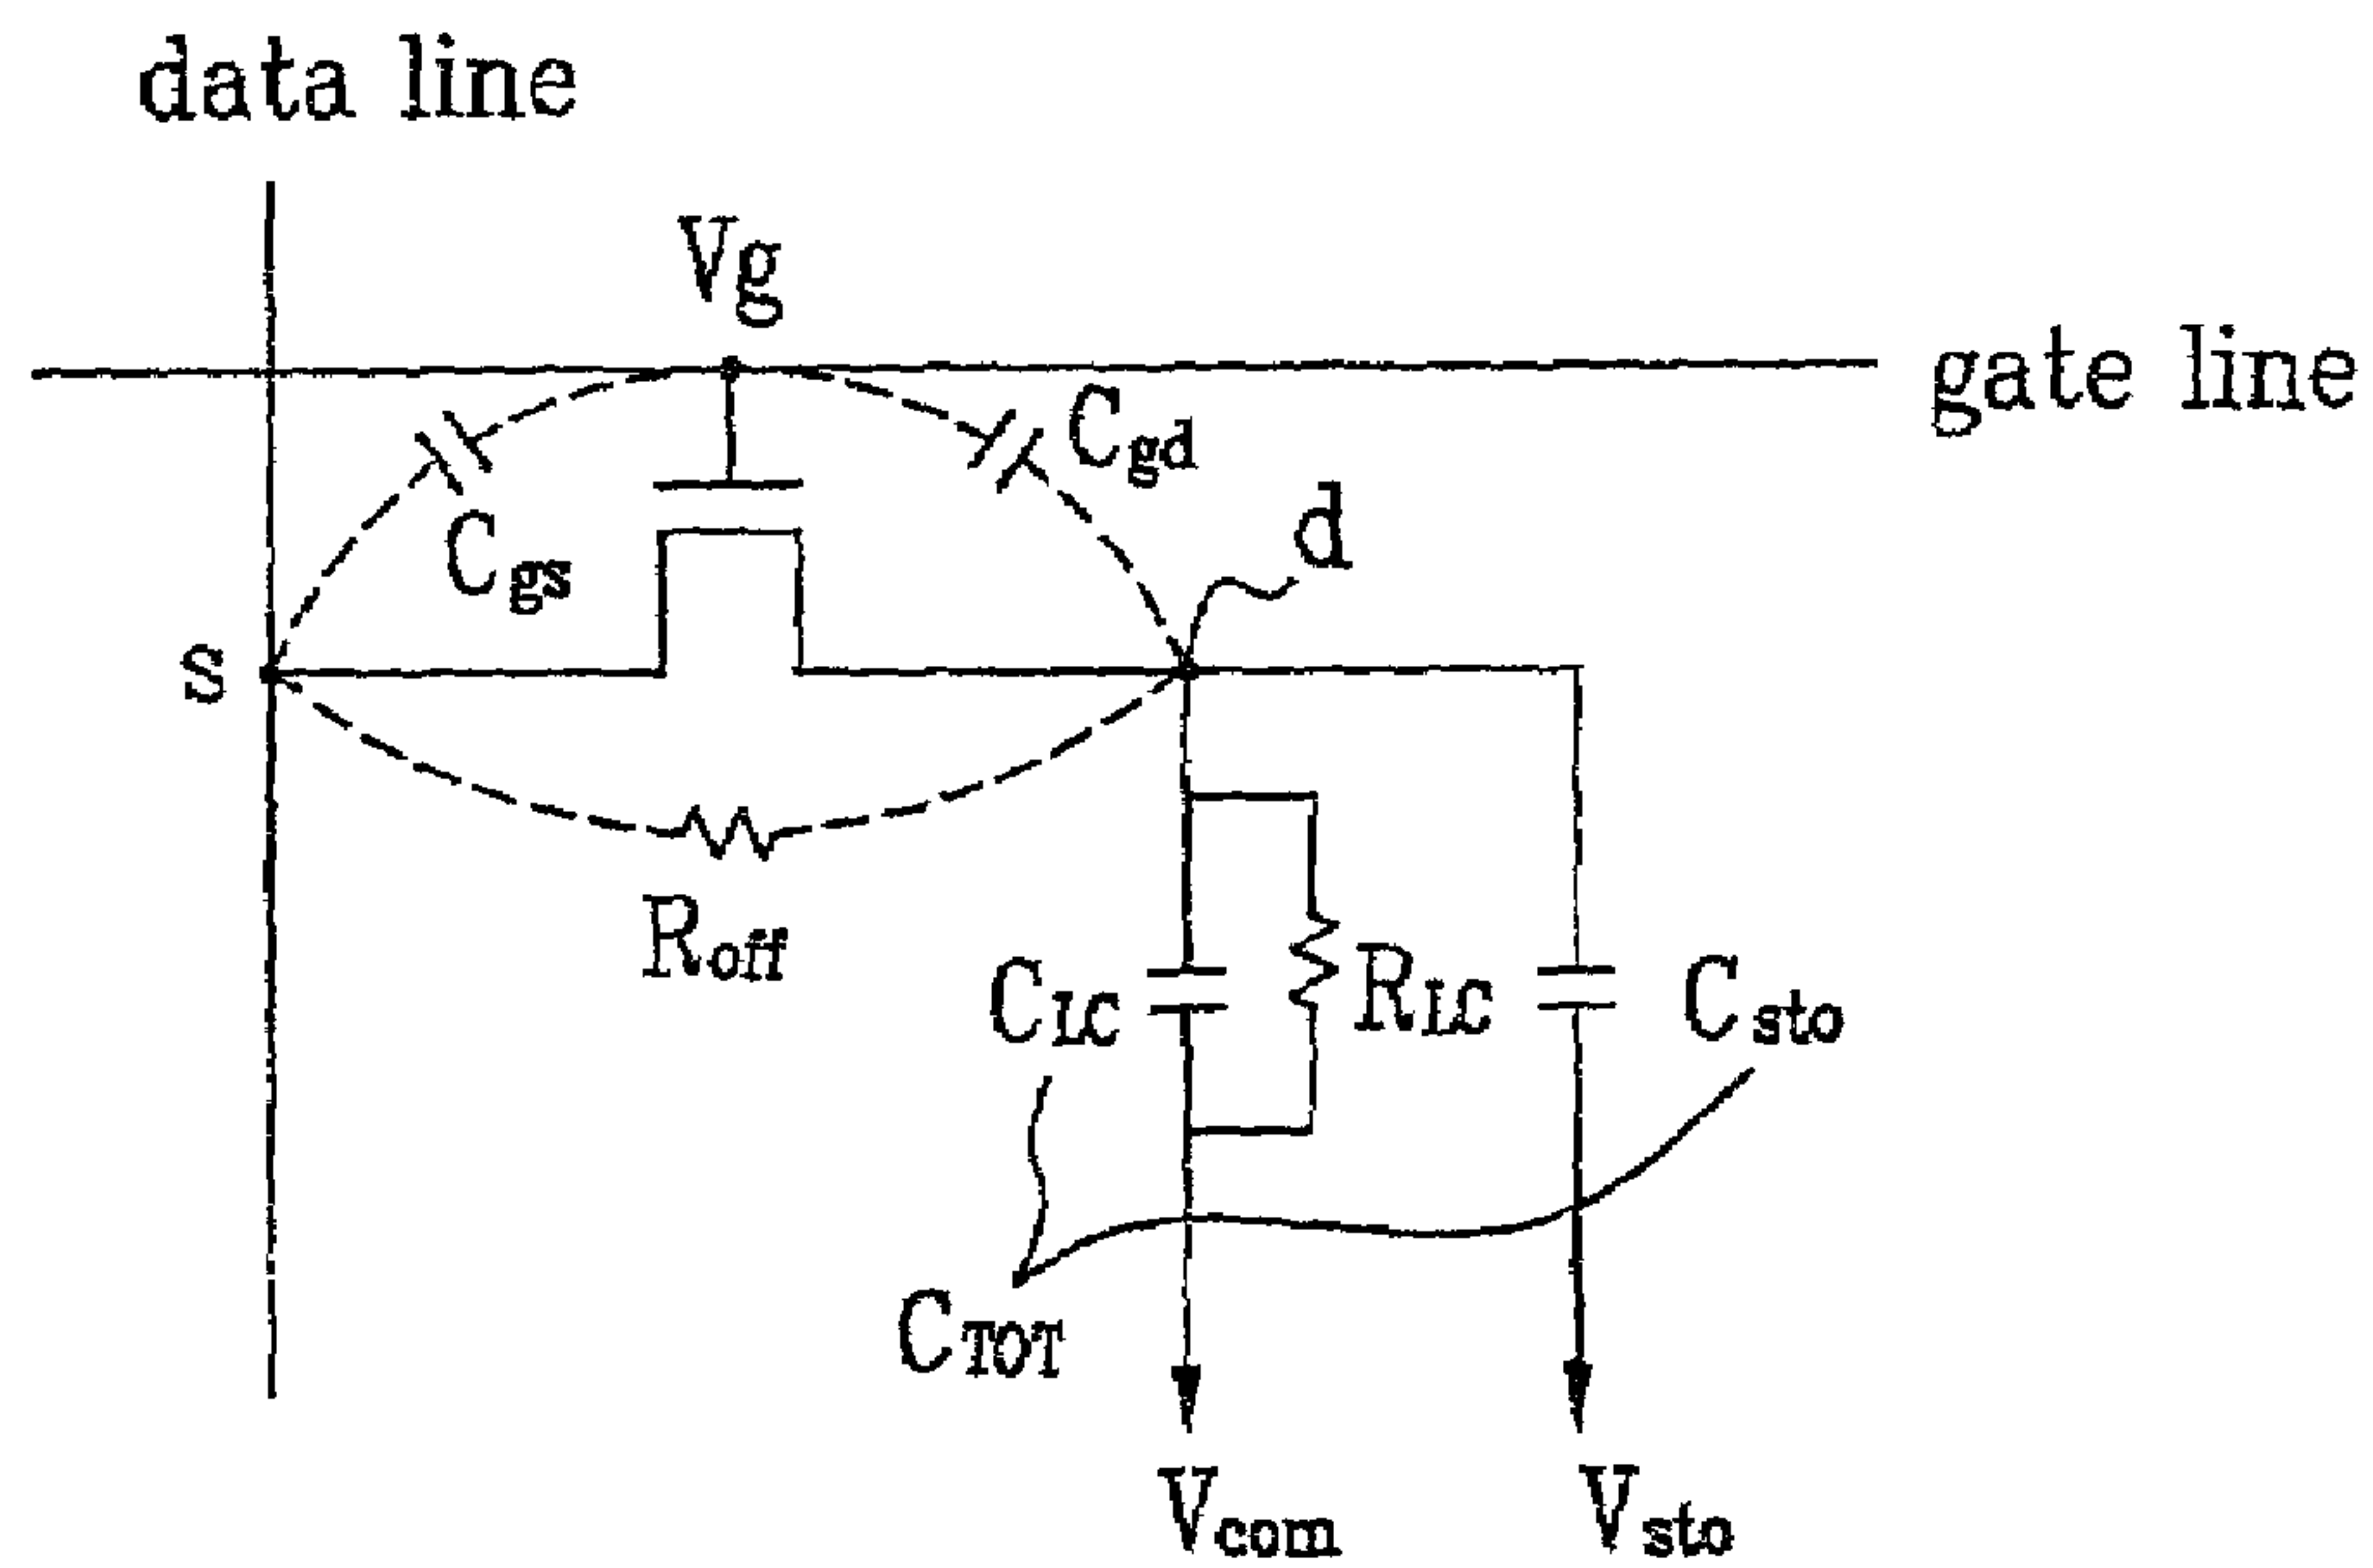 data line
Vg
gate line
Cgd
d
Cgs
s
Roff
CLC
RLC
Csto
CTOT
Vcom
Vsto